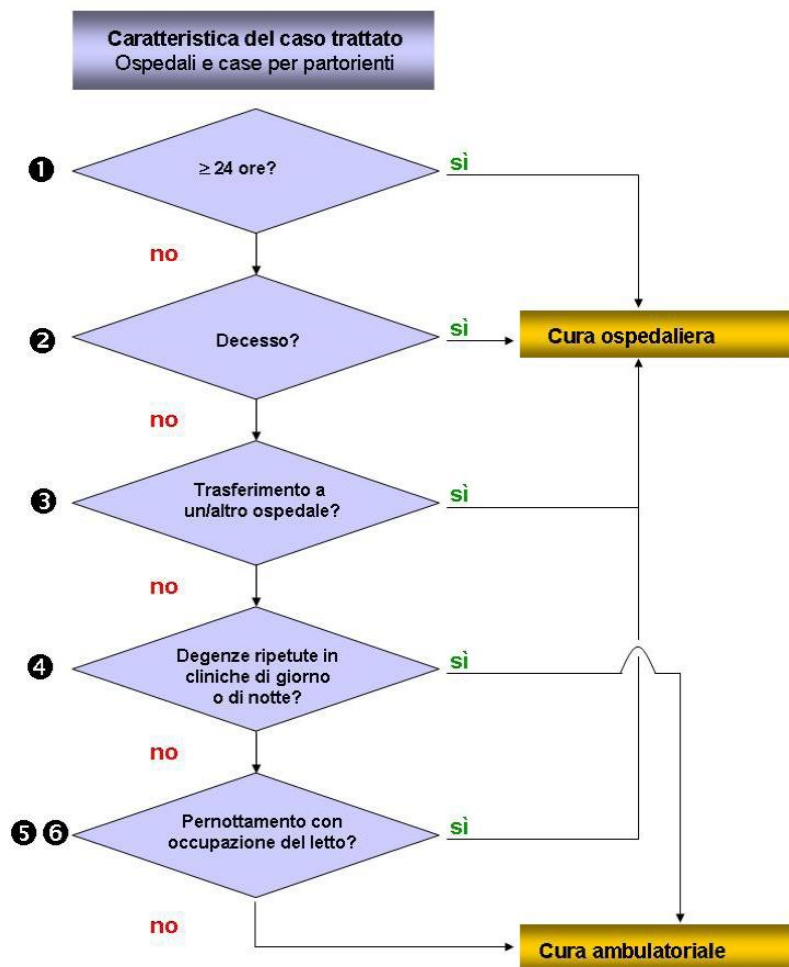 Caratteristica del caso trattato
Ospedali e case per partorienti
❶
≥ 24 ore?
sì
no
❷
Decesso?
sì
Cura ospedaliera
no
❸
Trasferimento a
un/altro ospedale?
sì
no
❹
Degenze ripetute in
cliniche di giorno
o di notte?
sì
no
❺ ❻
Pernottamento con
occupazione del letto?
sì
no
Cura ambulatoriale